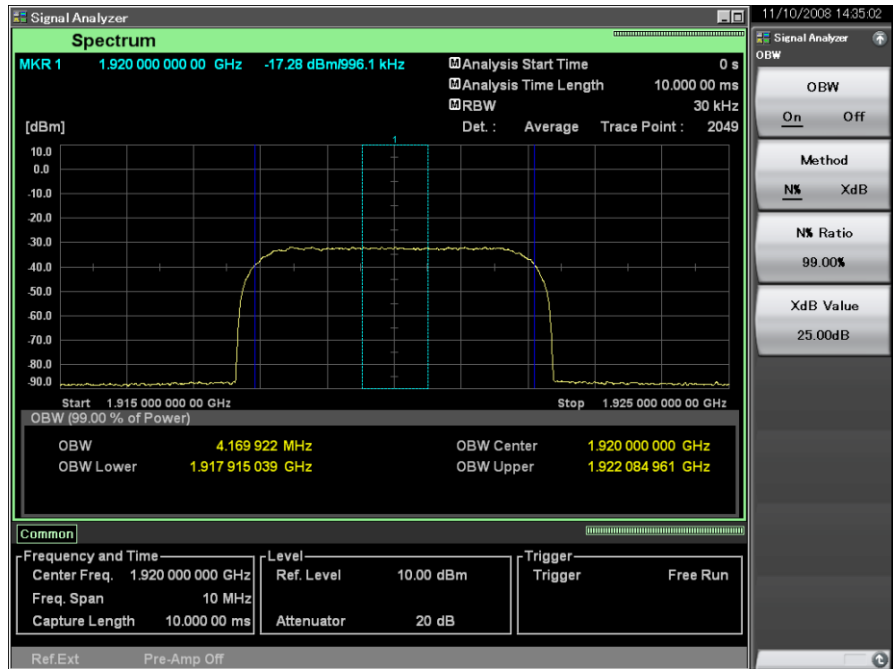 Signal Analyzer
11/10/2008 14:35:02
Spectrum
MKR 1 1.920 000 000 00 GHz -17.28 dBm/996.1 kHz
M Analysis Start Time 0 s
M Analysis Time Length 10.000 00 ms
M RBW 30 kHz
[dBm] Det. : Average Trace Point : 2049
1
10.0
0.0
-10.0
-20.0
-30.0
-40.0
-50.0
-60.0
-70.0
-80.0
-90.0
Start 1.915 000 000 00 GHz Stop 1.925 000 000 00 GHz
OBW (99.00 % of Power)
OBW 4.169 922 MHz OBW Center 1.920 000 000 GHz
OBW Lower 1.917 915 039 GHz OBW Upper 1.922 084 961 GHz
Common
Frequency and Time
Center Freq. 1.920 000 000 GHz
Freq. Span 10 MHz
Capture Length 10.000 00 ms
Level
Ref. Level 10.00 dBm
Attenuator 20 dB
Trigger
Trigger Free Run
Ref.Ext Pre-Amp Off
Signal Analyzer
OBW
OBW
On Off
Method
N% XdB
N% Ratio
99.00%
XdB Value
25.00dB